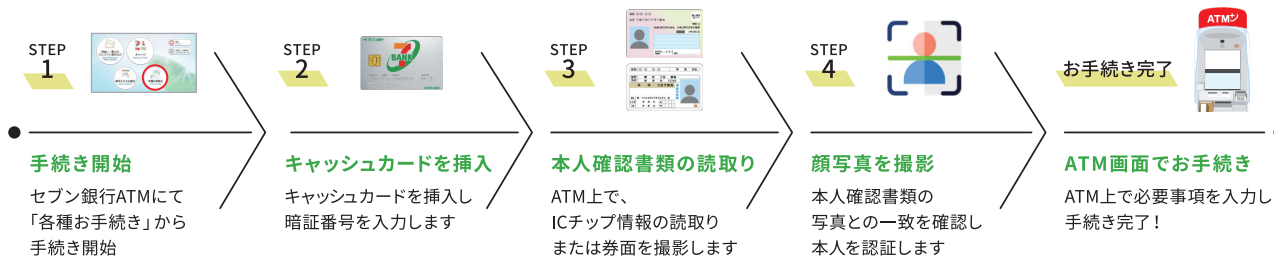 STEP
1
手続き開始
セブン銀行ATMにて
「各種お手続き」から
手続き開始
STEP
2
セブン銀行
7
BANK
キャッシュカードを挿入
キャッシュカードを挿入し
暗証番号を入力します
STEP
3
本人確認書類の読取り
ATM上で、
ICチップ情報の読取り
または券面を撮影します
STEP
4
顔写真を撮影
本人確認書類の
写真との一致を確認し
本人を認証します
お手続き完了
ATM
ATM画面でお手続き
ATM上で必要事項を入力し
手続き完了!